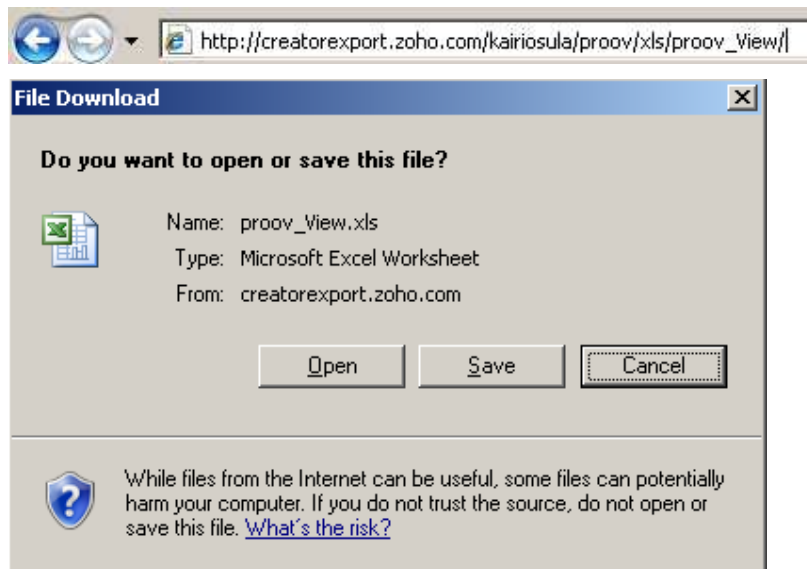 http://creatorexport.zoho.com/kairiosula/proov/xls/proov_View/
File Download
Do you want to open or save this file?
Name: proov_View.xls
Type: Microsoft Excel Worksheet
From: creatorexport.zoho.com
Open Save Cancel
While files from the Internet can be useful, some files can potentially
harm your computer. If you do not trust the source, do not open or
save this file. What's the risk?